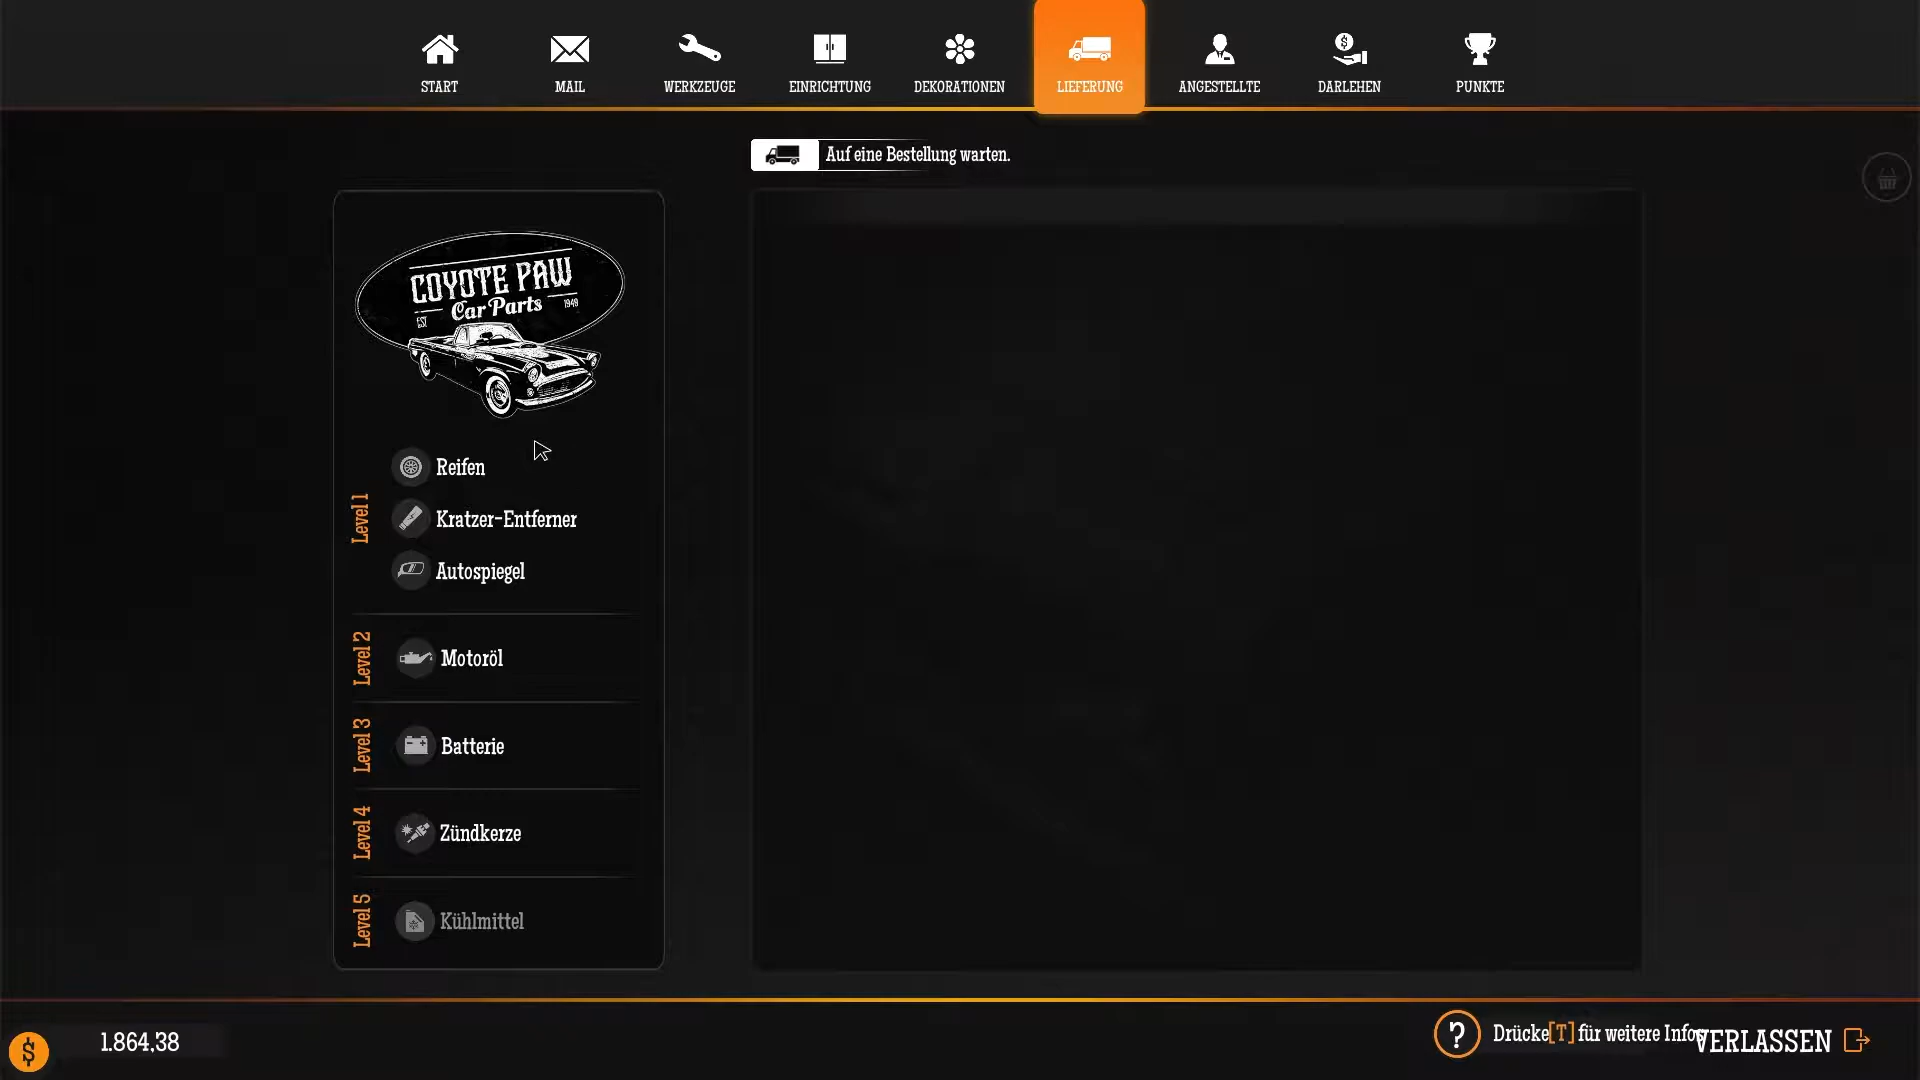 START
MAIL
WERKZEUGE
EINRICHTUNG
DEKORATIONEN
LIEFERUNG
ANGESTELLTE
DARLEHEN
PUNKTE
Auf eine Bestellung warten.
COYOTE PAW
Car Parts
EST
1949
Level 1
Reifen
Kratzer-Entferner
Autospiegel
Level 2
Motoröl
Level 3
Batterie
Level 4
Zündkerze
Level 5
Kühlmittel
$ 1.864,38
? Drücke[T] für weitere Infos
VERLASSEN